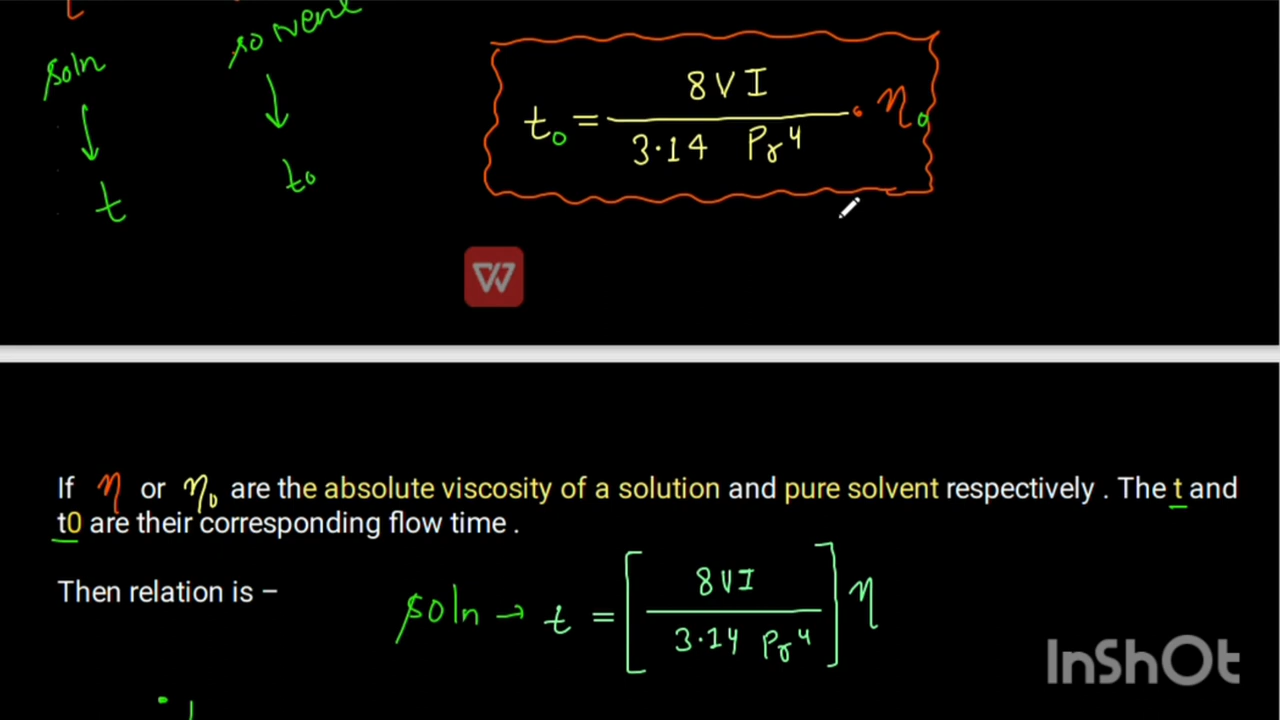 soln
solvent
t
t0
t0 = 8VI / 3.14 Pr⁴ . η0
If η or η0 are the absolute viscosity of a solution and pure solvent respectively . The t and
t0 are their corresponding flow time .
Then relation is –
soln → t = [ 8VI / 3.14 Pr⁴ ] η
InShOt